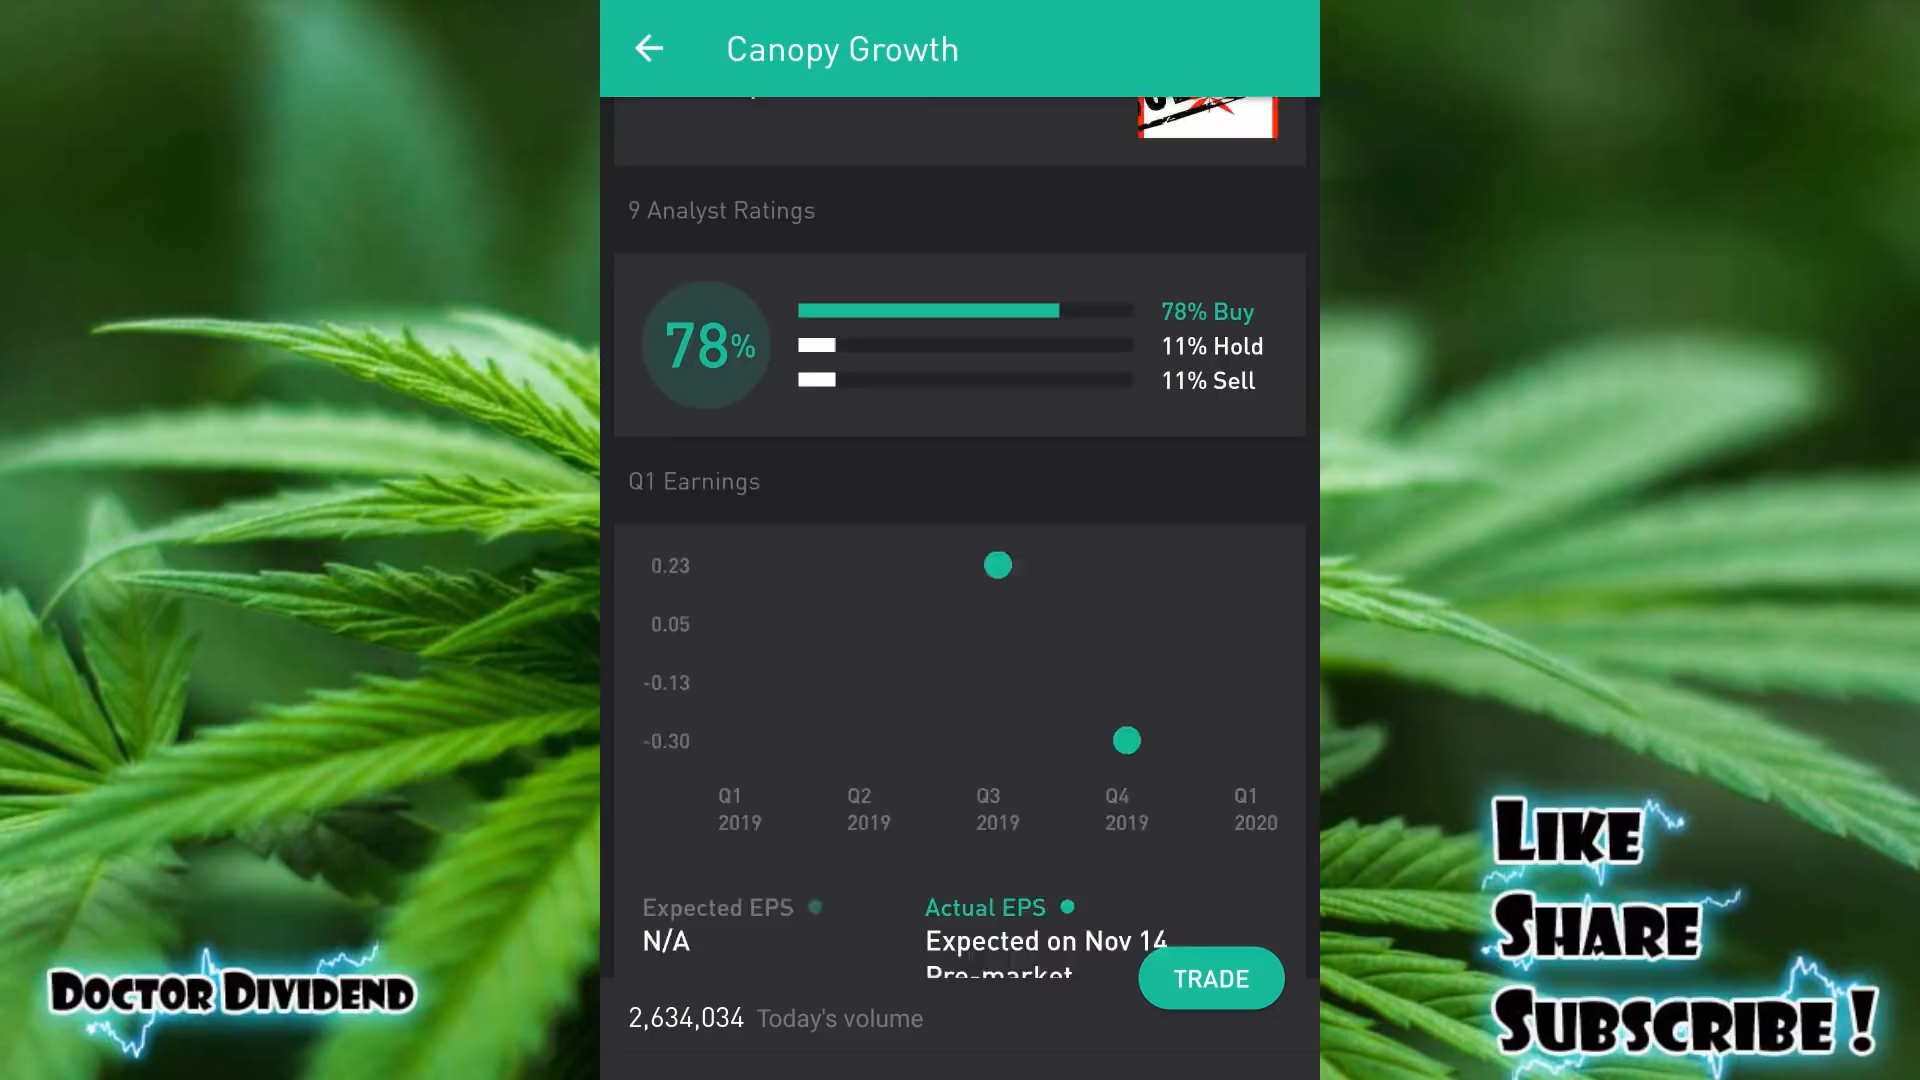 Canopy Growth
9 Analyst Ratings
78%
78% Buy
11% Hold
11% Sell
Q1 Earnings
0.23
0.05
-0.13
-0.30
Q1 2019
Q2 2019
Q3 2019
Q4 2019
Q1 2020
Expected EPS
N/A
Actual EPS
Expected on Nov 14
Pre-market
TRADE
2,634,034 Today's volume
DOCTOR DIVIDEND
LIKE
SHARE
SUBSCRIBE !